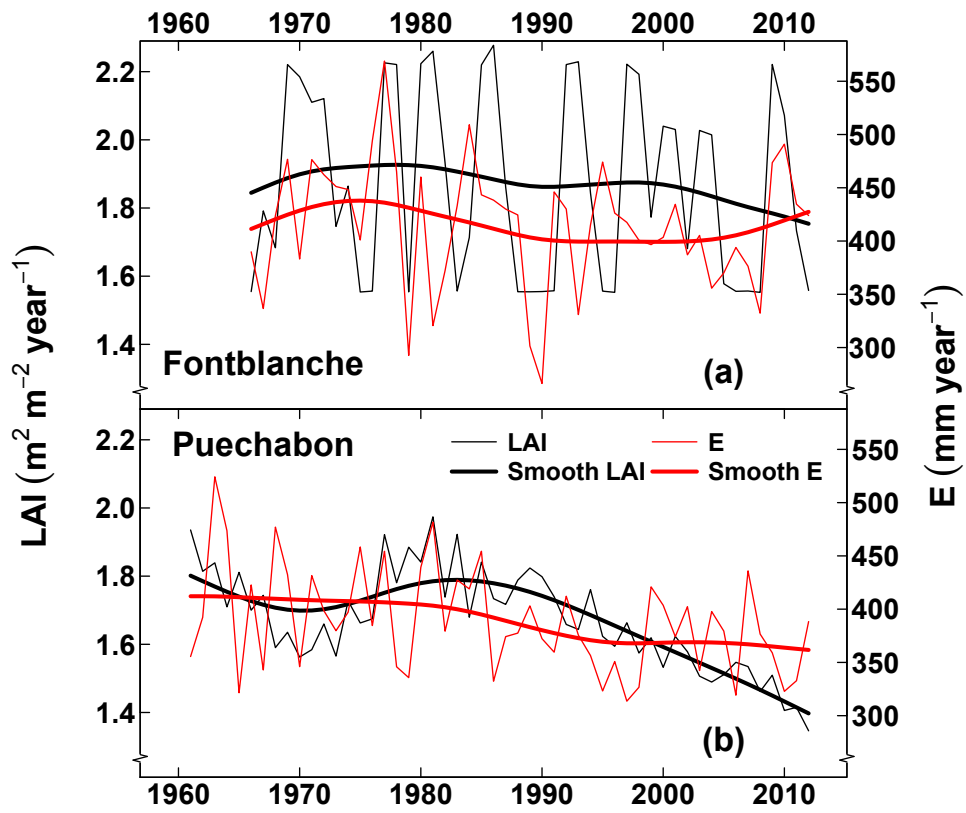 1960 1970 1980 1990 2000 2010
2.2
2.0
1.8
1.6
1.4
550
500
450
400
350
300
Fontblanche
(a)
LAI (m² m⁻² year⁻¹)
E (mm year⁻¹)
Puechabon
LAI E
Smooth LAI Smooth E
2.2
2.0
1.8
1.6
1.4
550
500
450
400
350
300
(b)
1960 1970 1980 1990 2000 2010